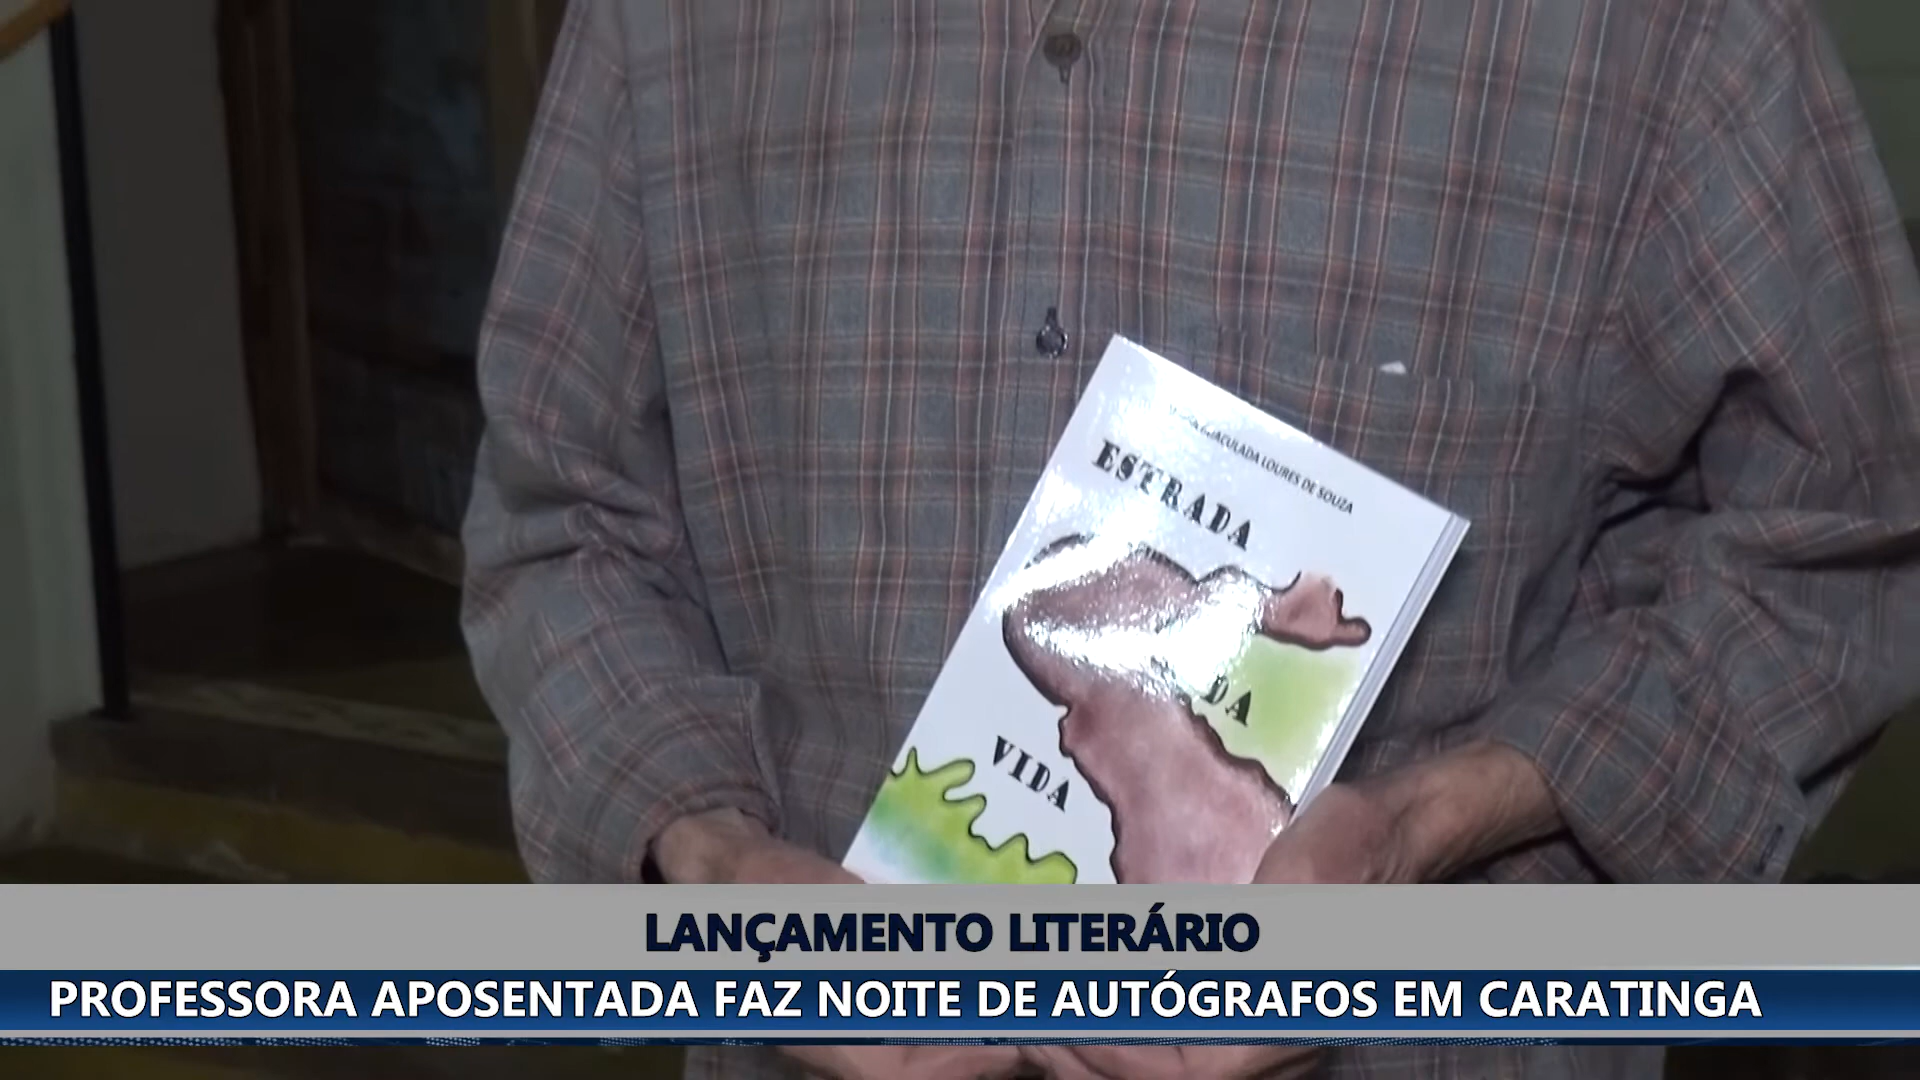 IMACULADA LOURES DE SOUZA
ESTRADA
DA
VIDA
LANÇAMENTO LITERÁRIO
PROFESSORA APOSENTADA FAZ NOITE DE AUTÓGRAFOS EM CARATINGA